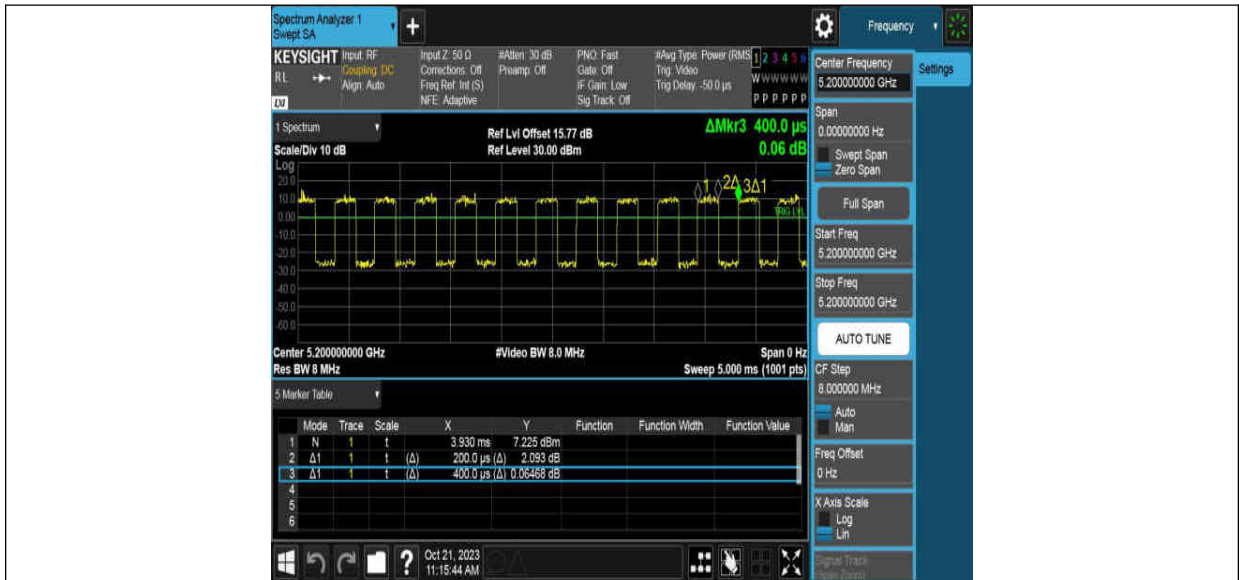 Spectrum Analyzer 1
Swept SA
+
Frequency
KEYSIGHT
RL
LXI
Input: RF
Coupling: DC
Align: Auto
Input Z: 50 Ω
Corrections: Off
Freq Ref: Int (S)
NFE: Adaptive
#Atten: 30 dB
Preamp: Off
PNO: Fast
Gate: Off
IF Gain: Low
Sig Track: Off
#Avg Type: Power (RMS
Trig: Video
Trig Delay: -50.0 µs
1 2 3 4 5 6
W W W W W W
P P P P P P
1 Spectrum
Scale/Div 10 dB
Ref Lvl Offset 15.77 dB
Ref Level 30.00 dBm
ΔMkr3 400.0 µs
0.06 dB
Log
20.0
10.0
0.00
-10.0
-20.0
-30.0
-40.0
-50.0
-60.0
1 2Δ 3Δ1
TRIG LVL
Center 5.200000000 GHz
#Video BW 8.0 MHz
Span 0 Hz
Res BW 8 MHz
Sweep 5.000 ms (1001 pts)
5 Marker Table
Mode Trace Scale X Y Function Function Width Function Value
1 N 1 t 3.930 ms 7.225 dBm
2 Δ1 1 t (Δ) 200.0 µs (Δ) 2.093 dB
3 Δ1 1 t (Δ) 400.0 µs (Δ) 0.06468 dB
4
5
6
?
Oct 21, 2023
11:15:44 AM
Center Frequency
5.200000000 GHz
Settings
Span
0.00000000 Hz
Swept Span
Zero Span
Full Span
Start Freq
5.200000000 GHz
Stop Freq
5.200000000 GHz
AUTO TUNE
CF Step
8.000000 MHz
Auto
Man
Freq Offset
0 Hz
X Axis Scale
Log
Lin
Signal Track
(Span Zoom)